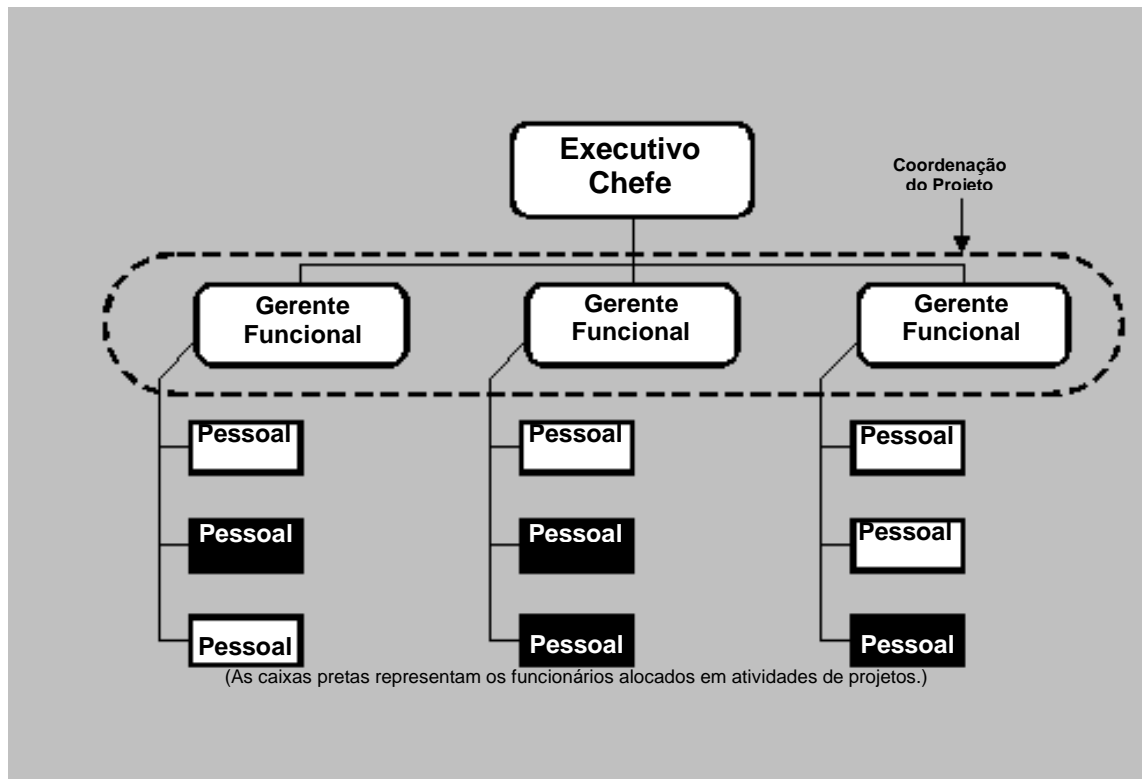 Executivo
Chefe
Coordenação
do Projeto
Gerente
Funcional
Gerente
Funcional
Gerente
Funcional
Pessoal
Pessoal
Pessoal
Pessoal
Pessoal
Pessoal
Pessoal
Pessoal
Pessoal
(As caixas pretas representam os funcionários alocados em atividades de projetos.)